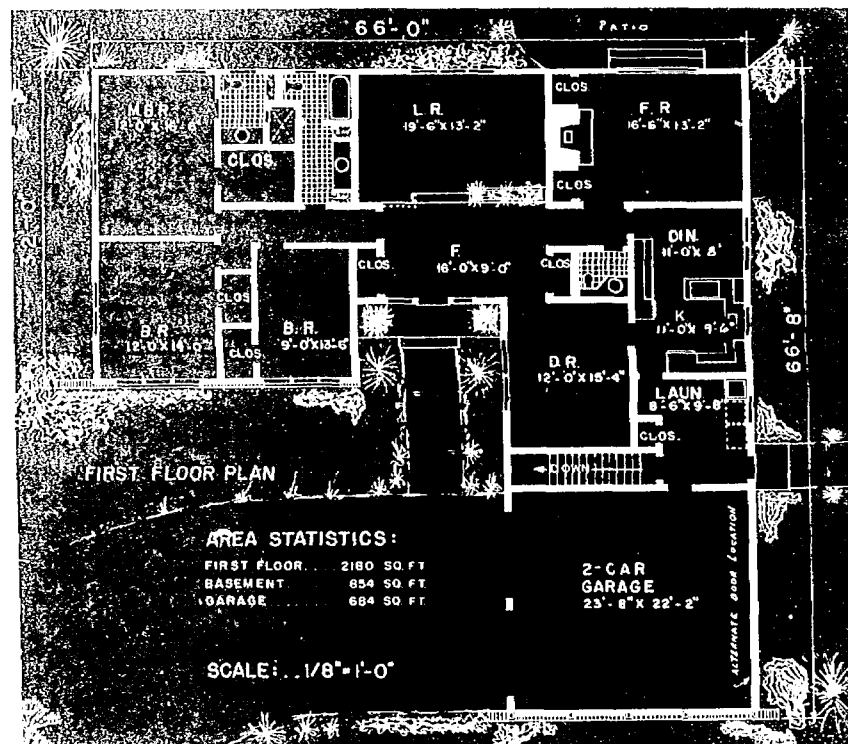 66'-0"
PATIO
M.B.R.
L. R.
19'-6"X13'-2"
CLOS.
F. R
16'-6"X13'-2"
CLOS.
CLOS
DIN.
11'-0"X 8'
F.
16'-0"X9'-0"
CLOS.
CLOS.
CLOS.
K
11'-0"X 9'-6"
B.R.
12'-0"X14'-0"
B.R.
9'-0"X13'-6"
CLOS.
D.R.
12'-0"X15'-4"
66'-8"
LAUN.
8'-6"X9'-8"
CLOS.
DOWN
FIRST FLOOR PLAN
AREA STATISTICS:
FIRST FLOOR.....2180 SQ. FT.
BASEMENT.......854 SQ. FT.
GARAGE.........684 SQ. FT.
2-CAR
GARAGE
23'-8"X 22'-2"
ALTERNATE DOOR LOCATION
SCALE:..1/8"=1'-0"